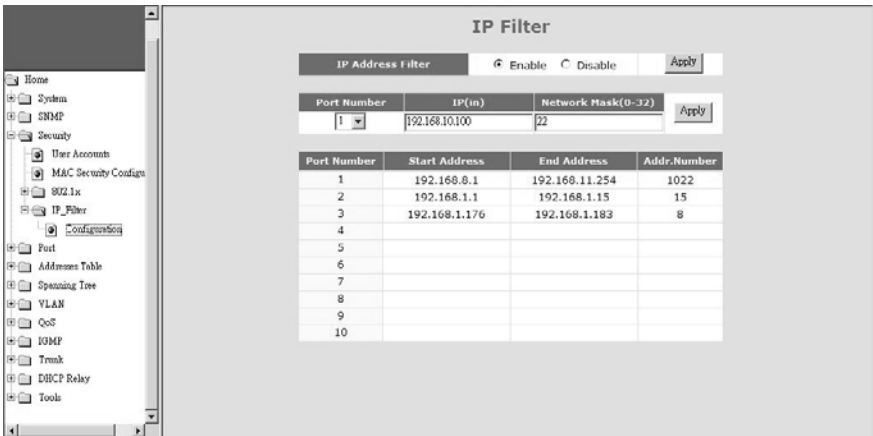 IP Filter
IP Address Filter Enable Disable Apply
Port Number IP(in) Network Mask(0-32)
1 192.168.10.100 22 Apply
Port Number Start Address End Address Addr.Number
1 192.168.8.1 192.168.11.254 1022
2 192.168.1.1 192.168.1.15 15
3 192.168.1.176 192.168.1.183 8
4
5
6
7
8
9
10
Home
System
SNMP
Security
User Accounts
MAC Security Configu
802.1x
IP_Filter
Configuration
Port
Addresses Table
Spanning Tree
VLAN
QoS
IGMP
Trunk
DHCP Relay
Tools